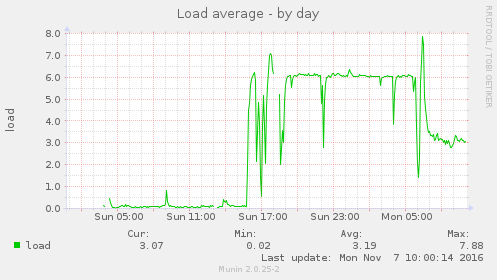 Load average - by day
8.0
7.0
6.0
5.0
4.0
3.0
2.0
1.0
0.0
load
Sun 05:00 Sun 11:00 Sun 17:00 Sun 23:00 Mon 05:00
Cur: Min: Avg: Max:
load 3.07 0.02 3.19 7.88
Last update: Mon Nov 7 10:00:14 2016
Munin 2.0.25-2
RRDTOOL / TOBI OETIKER